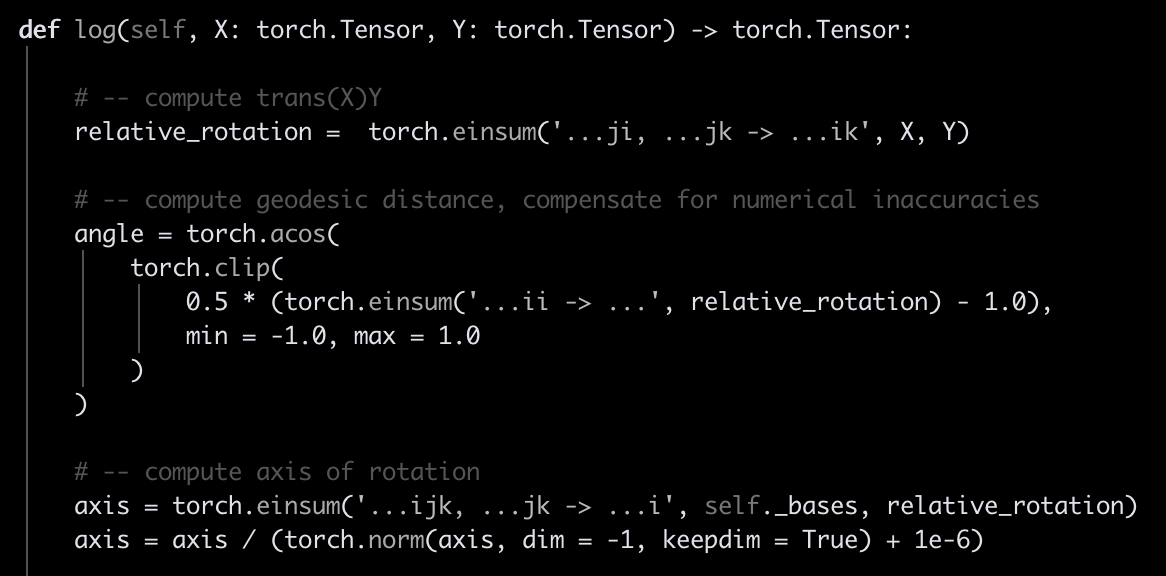 def log(self, X: torch.Tensor, Y: torch.Tensor) -> torch.Tensor:
# -- compute trans(X)Y
relative_rotation =  torch.einsum('...ji, ...jk -> ...ik', X, Y)
# -- compute geodesic distance, compensate for numerical inaccuracies
angle = torch.acos(
torch.clip(
0.5 * (torch.einsum('...ii -> ...', relative_rotation) - 1.0),
min = -1.0, max = 1.0
)
)
# -- compute axis of rotation
axis = torch.einsum('...ijk, ...jk -> ...i', self._bases, relative_rotation)
axis = axis / (torch.norm(axis, dim = -1, keepdim = True) + 1e-6)